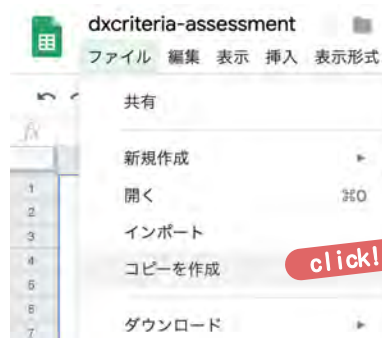 dxcriteria-assessment
ファイル 編集 表示 挿入 表示形式
共有
新規作成
開く ⌘O
インポート
コピーを作成 click!
ダウンロード
fx
1
2
3
4
5
6
7